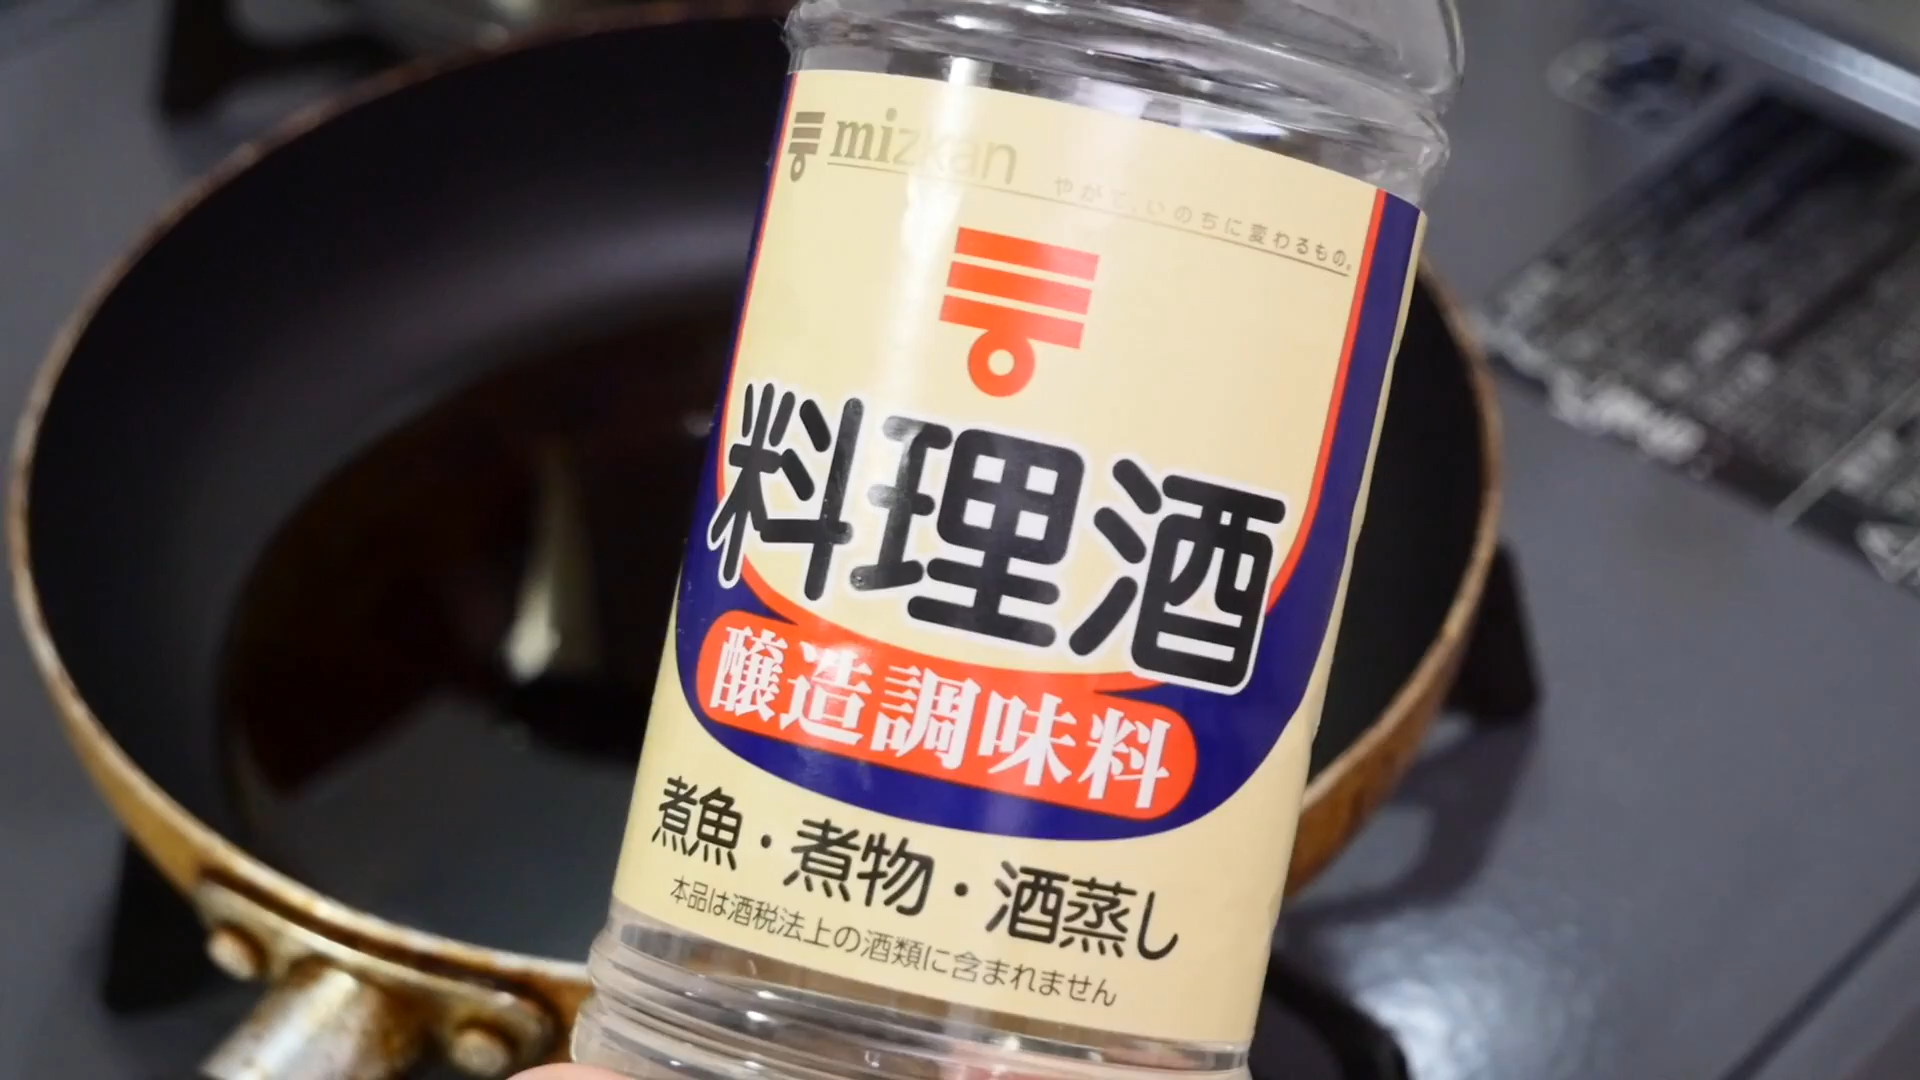 mizkan
やがて、いのちに変わるもの。
料理酒
醸造調味料
煮魚・煮物・酒蒸し
本品は酒税法上の酒類に含まれません